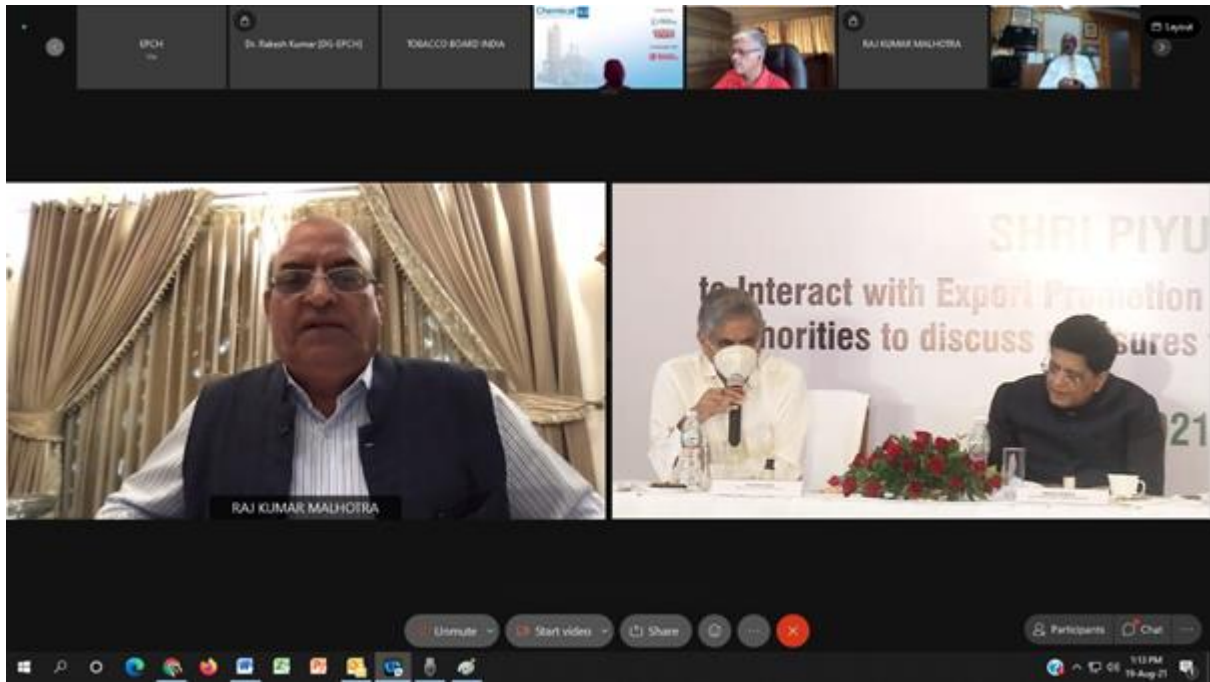 EPCH
Dr. Rakesh Kumar [DG-EPCH]
TOBACCO BOARD INDIA
Chemical
RAJ KUMAR MALHOTRA
Layout
SHRI PIYU
to Interact with Export Promotion
horities to discuss sures
21
RAJ KUMAR MALHOTRA
Unmute
Start video
Share
Participants
Chat
1:13 PM
19-Aug-21